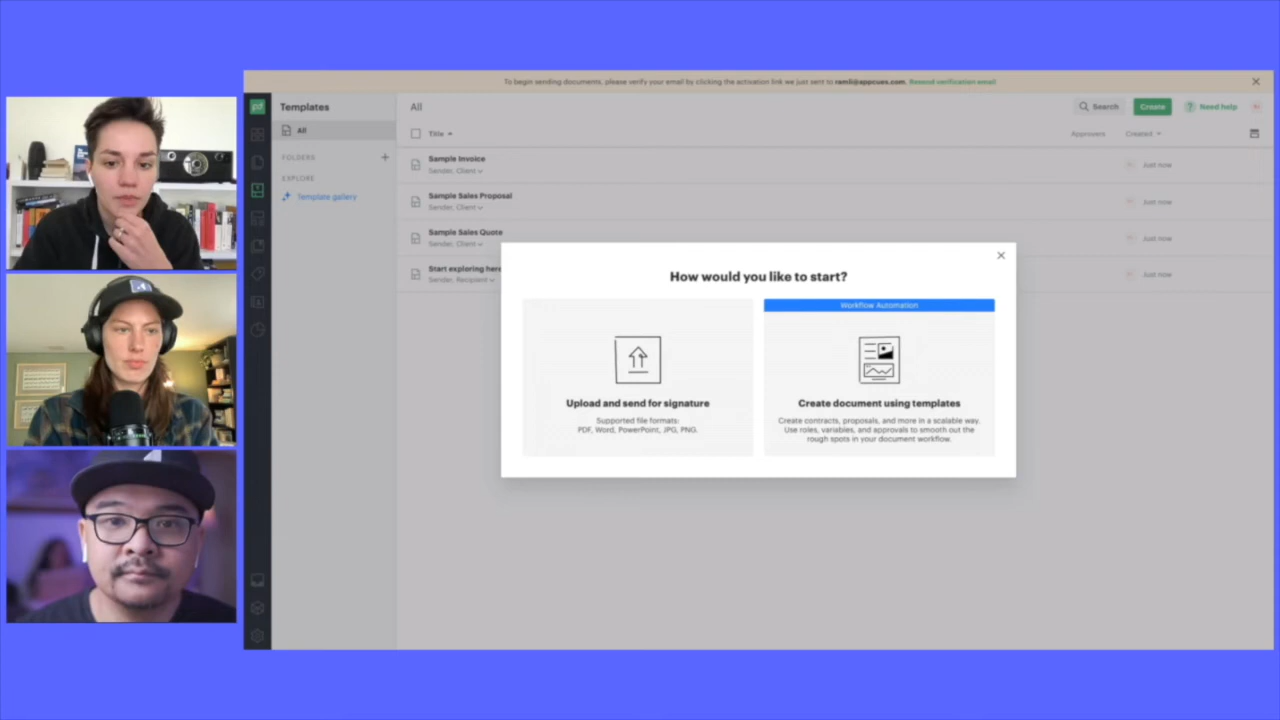 To begin sending documents, please verify your email by clicking the activation link we just sent to ramli@appcues.com. Resend verification email
pd
Templates
All
Search
Create
? Need help
All
Title
Approvers
Created
FOLDERS
EXPLORE
Template gallery
Sample Invoice
Sender, Client
Just now
Sample Sales Proposal
Sender, Client
Just now
Sample Sales Quote
Sender, Client
Just now
Start exploring here
Sender, Recipient
Just now
How would you like to start?
Upload and send for signature
Supported file formats:
PDF, Word, PowerPoint, JPG, PNG.
Workflow Automation
Create document using templates
Create contracts, proposals, and more in a scalable way.
Use roles, variables, and approvals to smooth out the
rough spots in your document workflow.